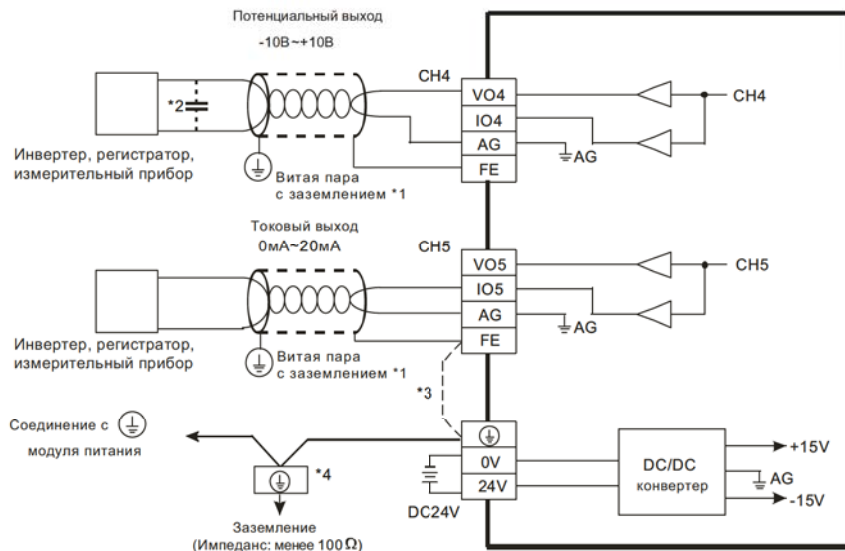 Потенциальный выход
-10В~+10В
CH4
VO4
IO4
AG
FE
CH4
AG
*2
Инвертер, регистратор,
измерительный прибор
Витая пара
с заземлением *1
Токовый выход
0мА~20мА
CH5
VO5
IO5
AG
FE
CH5
AG
Инвертер, регистратор,
измерительный прибор
Витая пара
с заземлением *1
*3
Соединение с
модуля питания
*4
Заземление
(Импеданс: менее 100Ω)
0V
24V
DC24V
DC/DC
конвертер
+15V
AG
-15V